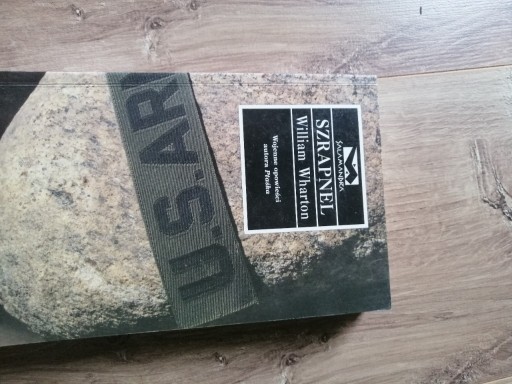 SALAMANDRA
SZRAPNEL
William Wharton
Wojenne opowieści
autora Ptaśka
U.S.AR